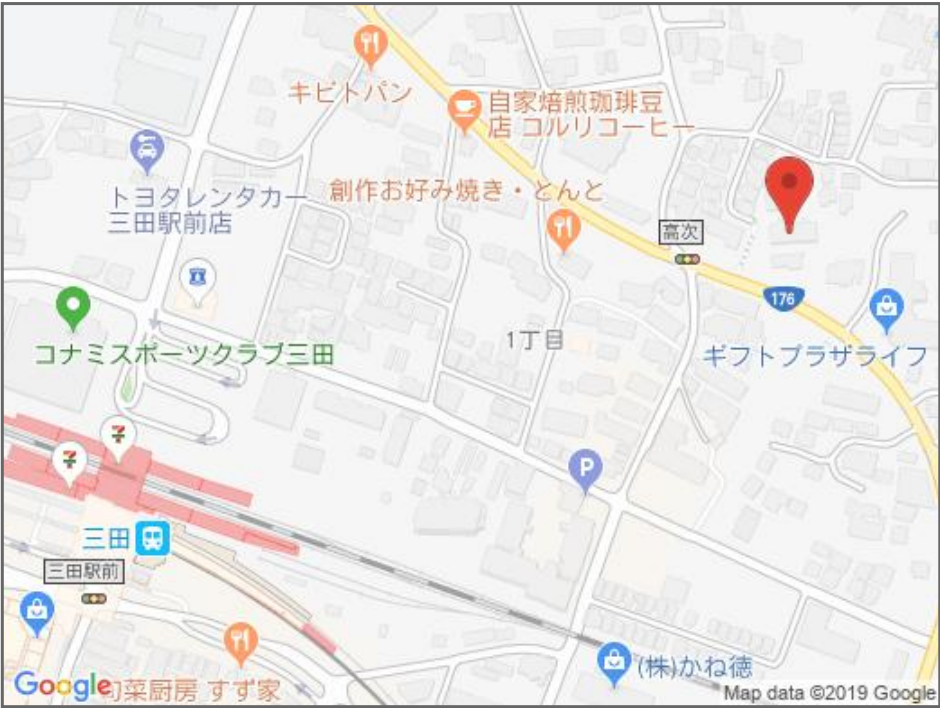 キビトパン
自家焙煎珈琲豆
店 コルリコーヒー
トヨタレンタカー
三田駅前店
創作お好み焼き・とんと
高次
176
1丁目
コナミスポーツクラブ三田
ギフトプラザライフ
P
三田
三田駅前
(株)かね徳
Google
旬菜厨房 すず家
Map data ©2019 Google